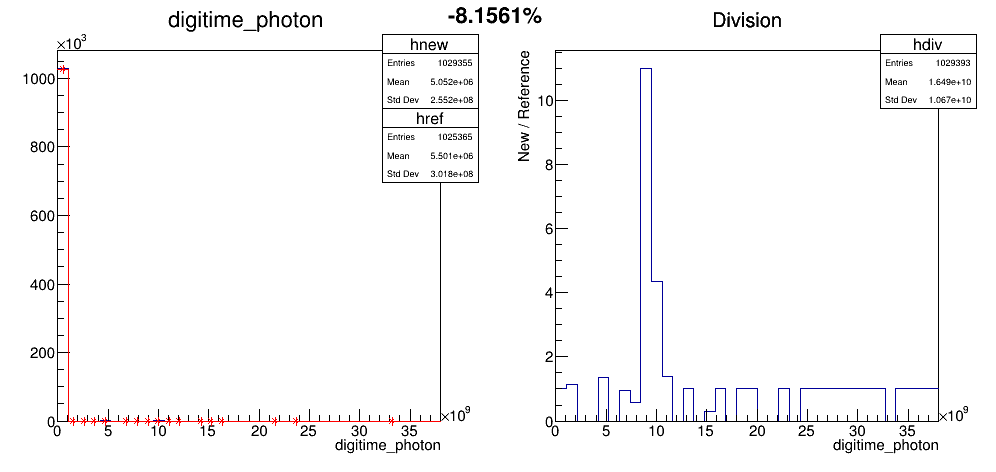 -8.1561%
digitime_photon
×10³
hnew
Entries 1029355
Mean 5.052e+06
Std Dev 2.552e+08
href
Entries 1025365
Mean 5.501e+06
Std Dev 3.018e+08
1000
800
600
400
200
0
0 5 10 15 20 25 30 35 ×10⁹
digitime_photon
Division
hdiv
Entries 1029393
Mean 1.649e+10
Std Dev 1.067e+10
New / Reference
10
8
6
4
2
0
0 5 10 15 20 25 30 35 ×10⁹
digitime_photon